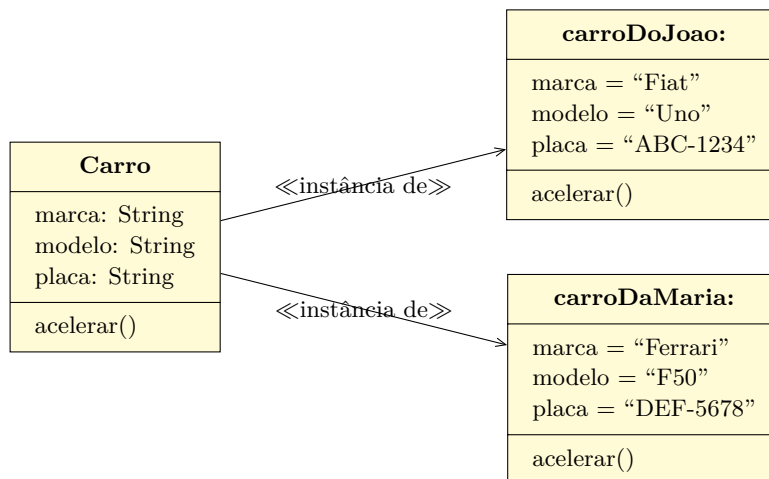 carroDoJoao:
marca = “Fiat”
modelo = “Uno”
placa = “ABC-1234”
acelerar()
Carro
marca: String
modelo: String
placa: String
acelerar()
≪instância de≫
≪instância de≫
carroDaMaria:
marca = “Ferrari”
modelo = “F50”
placa = “DEF-5678”
acelerar()